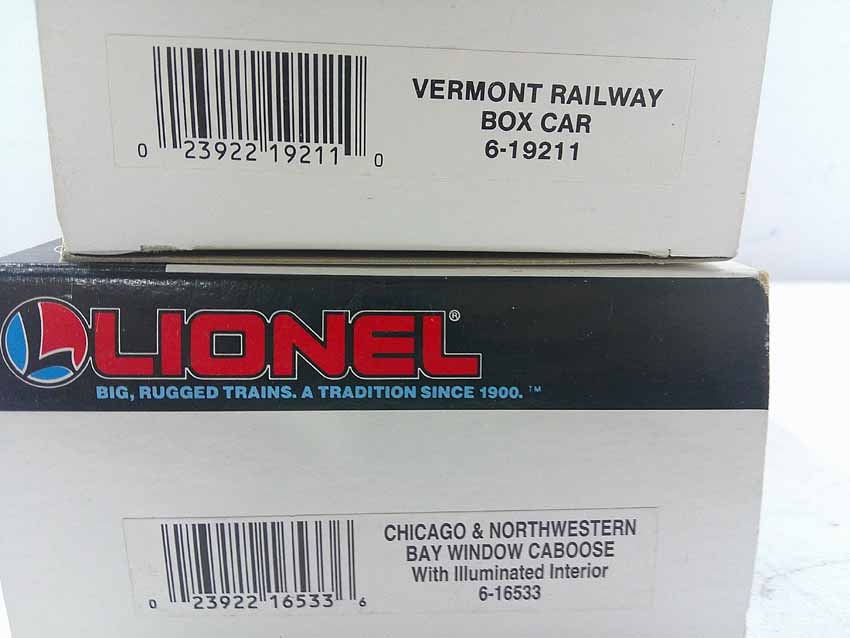 VERMONT RAILWAY
BOX CAR
6-19211
0 23922 19211 0
LIONEL®
BIG, RUGGED TRAINS. A TRADITION SINCE 1900.™
CHICAGO & NORTHWESTERN
BAY WINDOW CABOOSE
With Illuminated Interior
6-16533
0 23922 16533 6